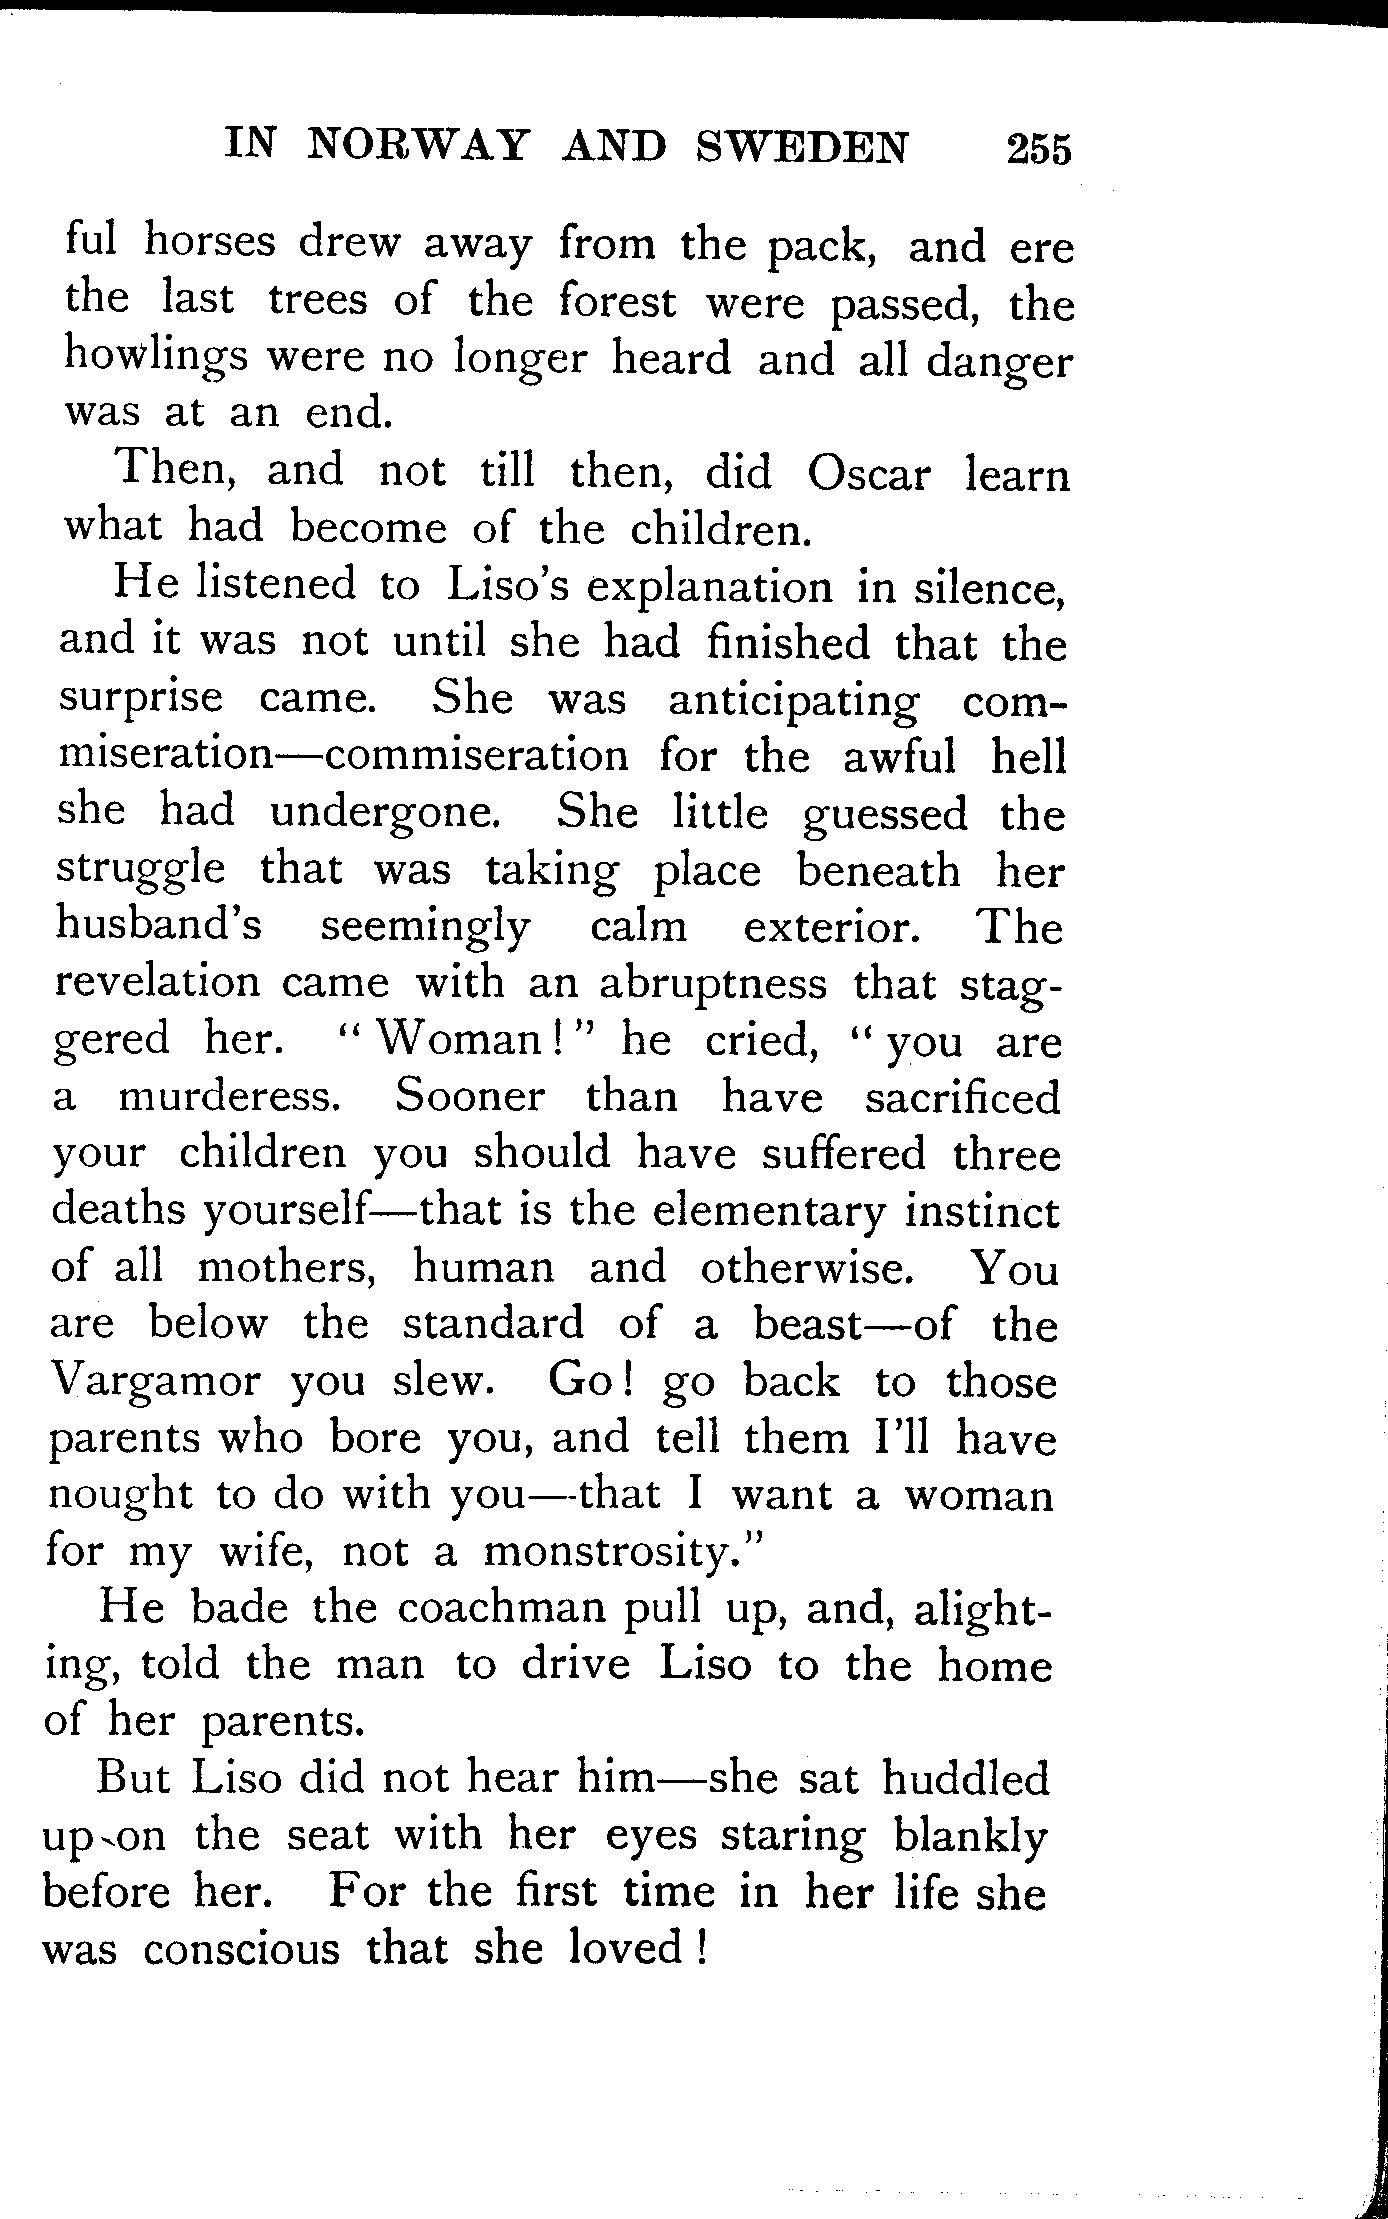 IN NORWAY AND SWEDEN 255
ful horses drew away from the pack, and ere
the last trees of the forest were passed, the
howlings were no longer heard and all danger
was at an end.
Then, and not till then, did Oscar learn
what had become of the children.
He listened to Liso's explanation in silence,
and it was not until she had finished that the
surprise came. She was anticipating com-
miseration—commiseration for the awful hell
she had undergone. She little guessed the
struggle that was taking place beneath her
husband's seemingly calm exterior. The
revelation came with an abruptness that stag-
gered her. "Woman!" he cried, "you are
a murderess. Sooner than have sacrificed
your children you should have suffered three
deaths yourself—that is the elementary instinct
of all mothers, human and otherwise. You
are below the standard of a beast—of the
Vargamor you slew. Go! go back to those
parents who bore you, and tell them I'll have
nought to do with you—that I want a woman
for my wife, not a monstrosity."
He bade the coachman pull up, and, alight-
ing, told the man to drive Liso to the home
of her parents.
But Liso did not hear him—she sat huddled
up on the seat with her eyes staring blankly
before her. For the first time in her life she
was conscious that she loved!